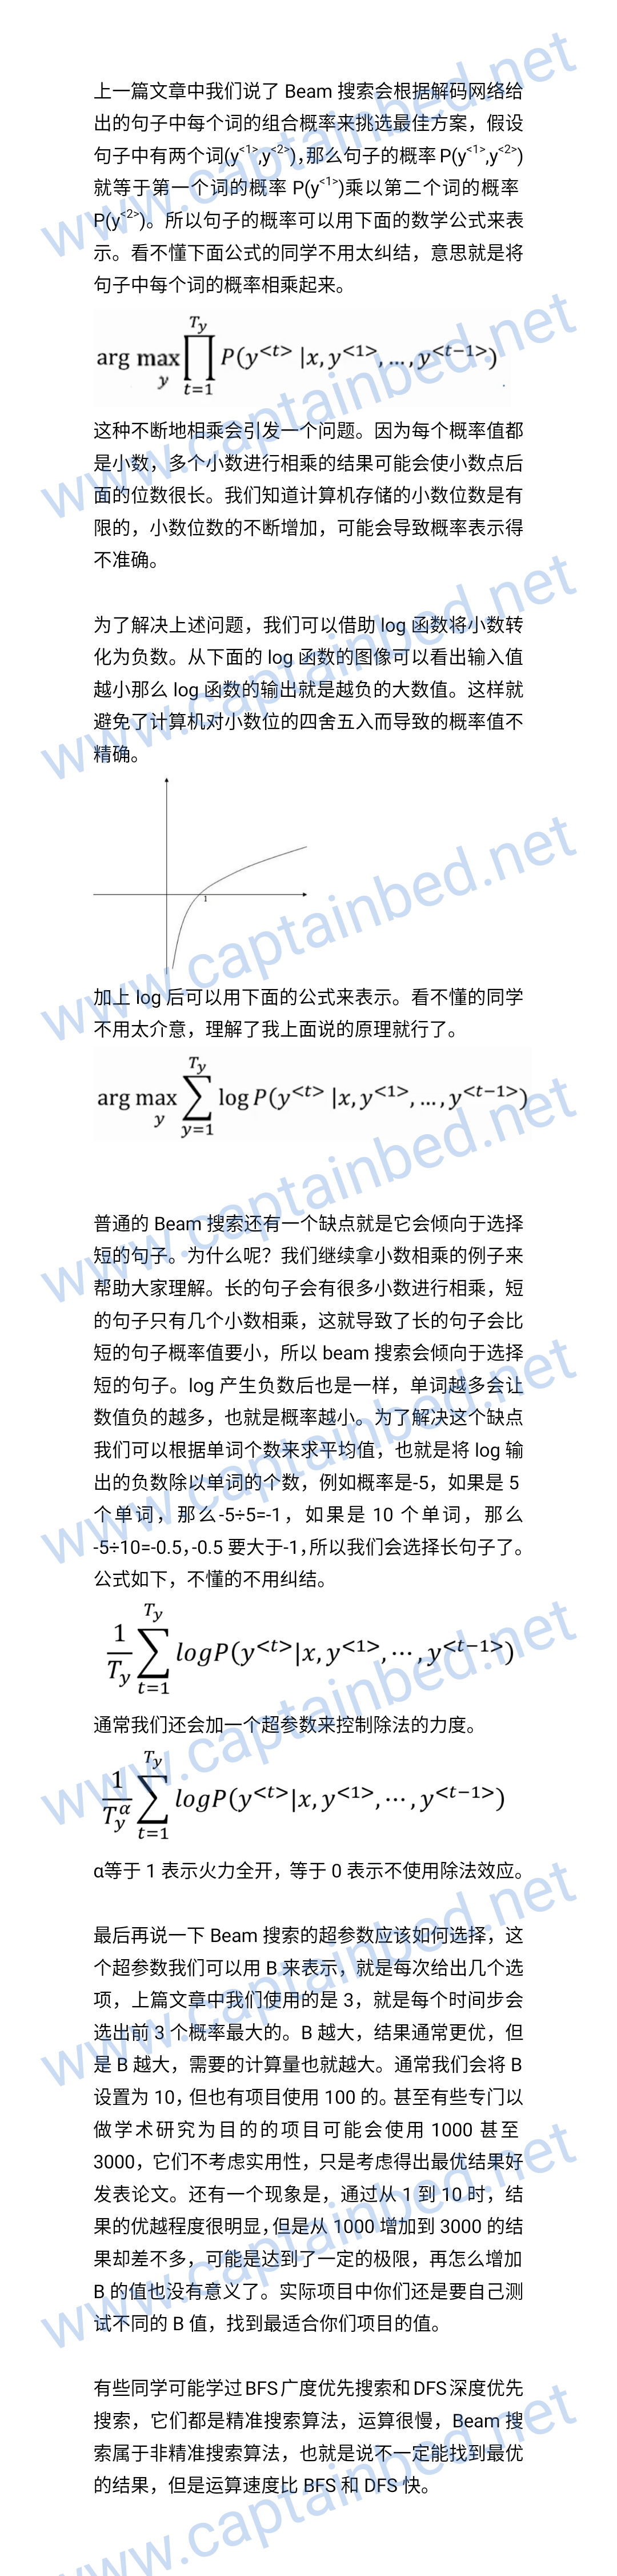 上一篇文章中我们说了 Beam 搜索会根据解码网络给
出的句子中每个词的组合概率来挑选最佳方案，假设
句子中有两个词(y<1>,y<2>),那么句子的概率 P(y<1>,y<2>)
就等于第一个词的概率 P(y<1>)乘以第二个词的概率
P(y<2>)。所以句子的概率可以用下面的数学公式来表
示。看不懂下面公式的同学不用太纠结，意思就是将
句子中每个词的概率相乘起来。
arg max_y ∏_{t=1}^{Ty} P(y^{<t>} |x, y^{<1>}, ..., y^{<t−1>})
这种不断地相乘会引发一个问题。因为每个概率值都
是小数，多个小数进行相乘的结果可能会使小数点后
面的位数很长。我们知道计算机存储的小数位数是有
限的，小数位数的不断增加，可能会导致概率表示得
不准确。
为了解决上述问题，我们可以借助 log 函数将小数转
化为负数。从下面的 log 函数的图像可以看出输入值
越小那么 log 函数的输出就是越负的大数值。这样就
避免了计算机对小数位的四舍五入而导致的概率值不
精确。
1
加上 log 后可以用下面的公式来表示。看不懂的同学
不用太介意，理解了我上面说的原理就行了。
arg max_y ∑_{y=1}^{Ty} log P(y^{<t>} |x, y^{<1>}, ..., y^{<t−1>})
普通的 Beam 搜索还有一个缺点就是它会倾向于选择
短的句子。为什么呢？我们继续拿小数相乘的例子来
帮助大家理解。长的句子会有很多小数进行相乘，短
的句子只有几个小数相乘，这就导致了长的句子会比
短的句子概率值要小，所以 beam 搜索会倾向于选择
短的句子。log 产生负数后也是一样，单词越多会让
数值负的越多，也就是概率越小。为了解决这个缺点
我们可以根据单词个数来求平均值，也就是将 log 输
出的负数除以单词的个数，例如概率是-5，如果是 5
个单词，那么-5÷5=-1，如果是 10 个单词，那么
-5÷10=-0.5，-0.5 要大于-1，所以我们会选择长句子了。
公式如下，不懂的不用纠结。
1/T_y ∑_{t=1}^{Ty} logP(y^{<t>}|x, y^{<1>}, ⋯ , y^{<t−1>})
通常我们还会加一个超参数来控制除法的力度。
1/T_y^α ∑_{t=1}^{Ty} logP(y^{<t>}|x, y^{<1>}, ⋯ , y^{<t−1>})
α等于 1 表示火力全开，等于 0 表示不使用除法效应。
最后再说一下 Beam 搜索的超参数应该如何选择，这
个超参数我们可以用 B 来表示，就是每次给出几个选
项，上篇文章中我们使用的是 3，就是每个时间步会
选出前 3 个概率最大的。B 越大，结果通常更优，但
是 B 越大，需要的计算量也就越大。通常我们会将 B
设置为 10，但也有项目使用 100 的。甚至有些专门以
做学术研究为目的的项目可能会使用 1000 甚至
3000，它们不考虑实用性，只是考虑得出最优结果好
发表论文。还有一个现象是，通过从 1 到 10 时，结
果的优越程度很明显，但是从 1000 增加到 3000 的结
果却差不多，可能是达到了一定的极限，再怎么增加
B 的值也没有意义了。实际项目中你们还是要自己测
试不同的 B 值，找到最适合你们项目的值。
有些同学可能学过 BFS 广度优先搜索和 DFS 深度优先
搜索，它们都是精准搜索算法，运算很慢，Beam 搜
索属于非精准搜索算法，也就是说不一定能找到最优
的结果，但是运算速度比 BFS 和 DFS 快。
www.captainbed.net
www.captainbed.net
www.captainbed.net
www.captainbed.net
www.captainbed.net
www.captainbed.net
www.captainbed.net
www.captainbed.net
www.captainbed.net
www.captainbed.net